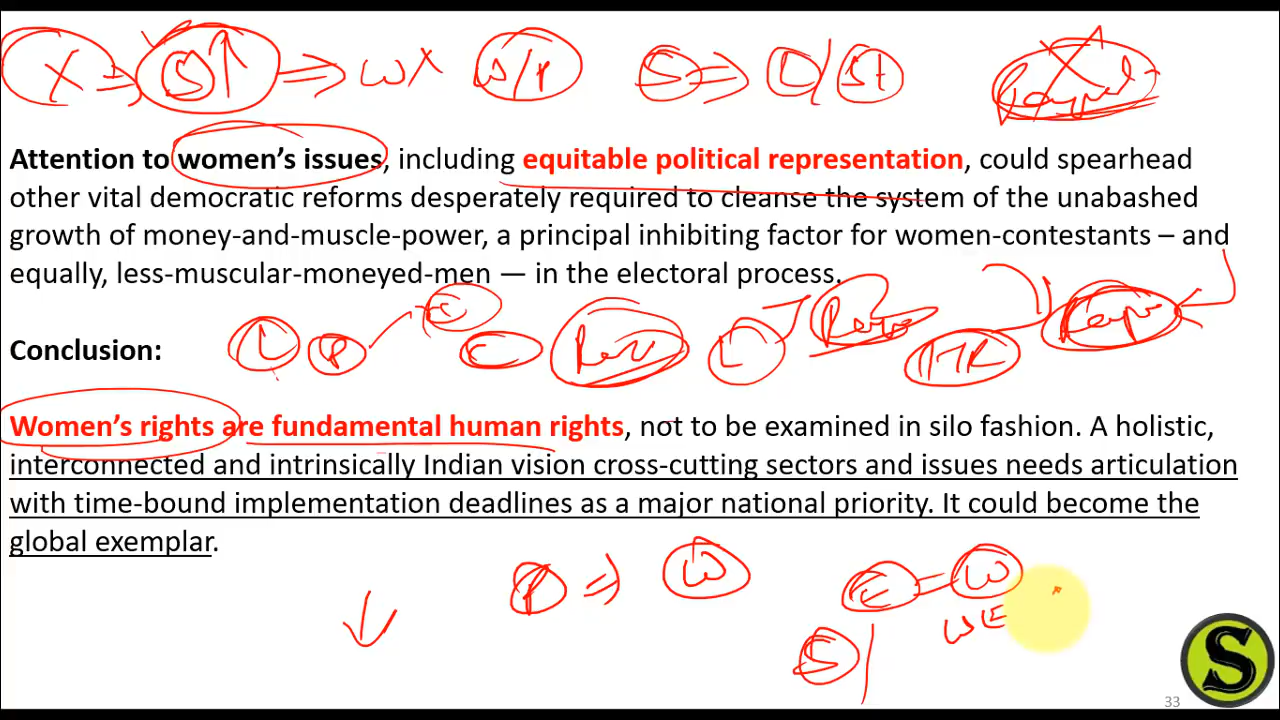 X ⇒ S↑ ⇒ WX W/P S ⇒ D/St
Attention to women's issues, including equitable political representation, could spearhead
other vital democratic reforms desperately required to cleanse the system of the unabashed
growth of money-and-muscle-power, a principal inhibiting factor for women-contestants – and
equally, less-muscular-moneyed-men — in the electoral process.
L P E
Conclusion:
Women's rights are fundamental human rights, not to be examined in silo fashion. A holistic,
interconnected and intrinsically Indian vision cross-cutting sectors and issues needs articulation
with time-bound implementation deadlines as a major national priority. It could become the
global exemplar.
P ⇒ W E = W
WE
S
S
33